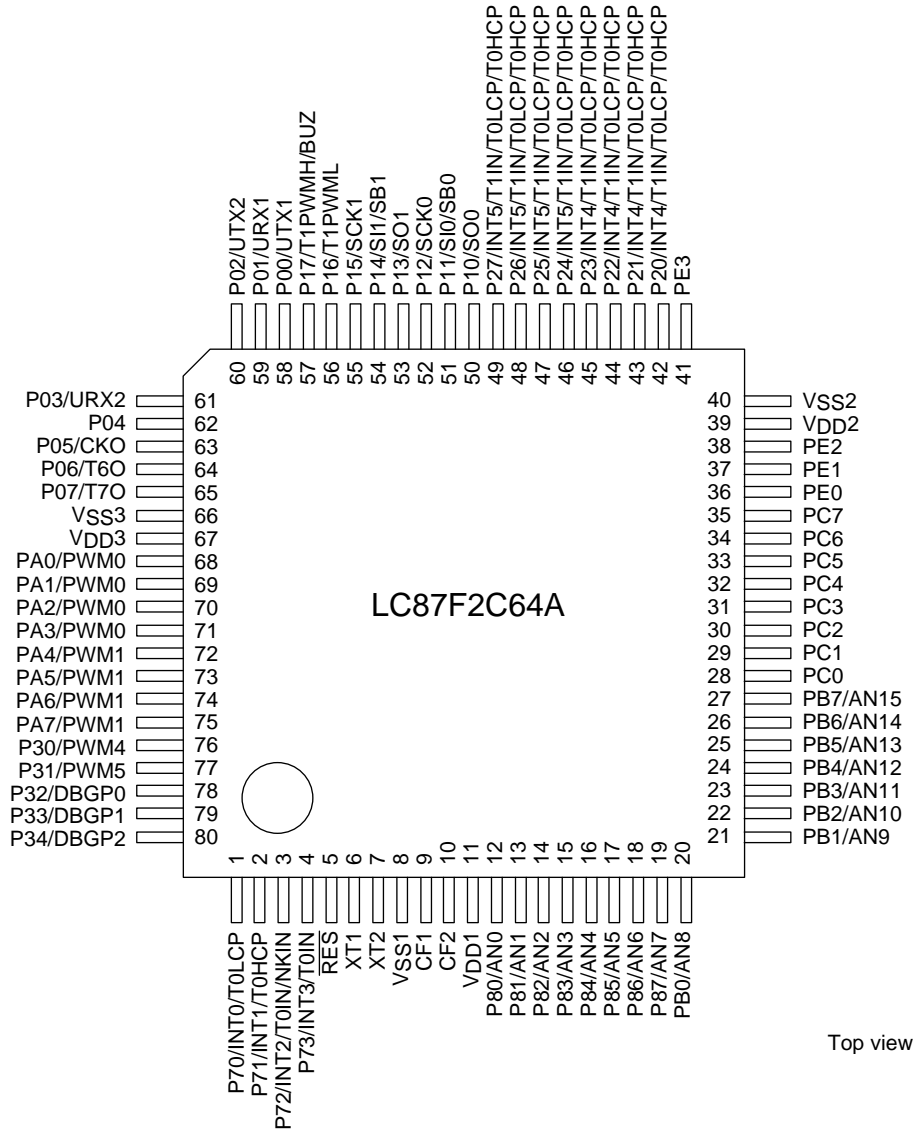 P02/UTX2
P01/URX1
P00/UTX1
P17/T1PWMH/BUZ
P16/T1PWML
P15/SCK1
P14/SI1/SB1
P13/SO1
P12/SCK0
P11/SI0/SB0
P10/SO0
P27/INT5/T1IN/T0LCP/T0HCP
P26/INT5/T1IN/T0LCP/T0HCP
P25/INT5/T1IN/T0LCP/T0HCP
P24/INT5/T1IN/T0LCP/T0HCP
P23/INT4/T1IN/T0LCP/T0HCP
P22/INT4/T1IN/T0LCP/T0HCP
P21/INT4/T1IN/T0LCP/T0HCP
P20/INT4/T1IN/T0LCP/T0HCP
PE3
60
59
58
57
56
55
54
53
52
51
50
49
48
47
46
45
44
43
42
41
P03/URX2 61
P04 62
P05/CKO 63
P06/T6O 64
P07/T7O 65
VSS3 66
VDD3 67
PA0/PWM0 68
PA1/PWM0 69
PA2/PWM0 70
PA3/PWM0 71
PA4/PWM1 72
PA5/PWM1 73
PA6/PWM1 74
PA7/PWM1 75
P30/PWM4 76
P31/PWM5 77
P32/DBGP0 78
P33/DBGP1 79
P34/DBGP2 80
LC87F2C64A
40 VSS2
39 VDD2
38 PE2
37 PE1
36 PE0
35 PC7
34 PC6
33 PC5
32 PC4
31 PC3
30 PC2
29 PC1
28 PC0
27 PB7/AN15
26 PB6/AN14
25 PB5/AN13
24 PB4/AN12
23 PB3/AN11
22 PB2/AN10
21 PB1/AN9
1
2
3
4
5
6
7
8
9
10
11
12
13
14
15
16
17
18
19
20
P70/INT0/T0LCP
P71/INT1/T0HCP
P72/INT2/T0IN/NKIN
P73/INT3/T0IN
RES
XT1
XT2
VSS1
CF1
CF2
VDD1
P80/AN0
P81/AN1
P82/AN2
P83/AN3
P84/AN4
P85/AN5
P86/AN6
P87/AN7
PB0/AN8
Top view